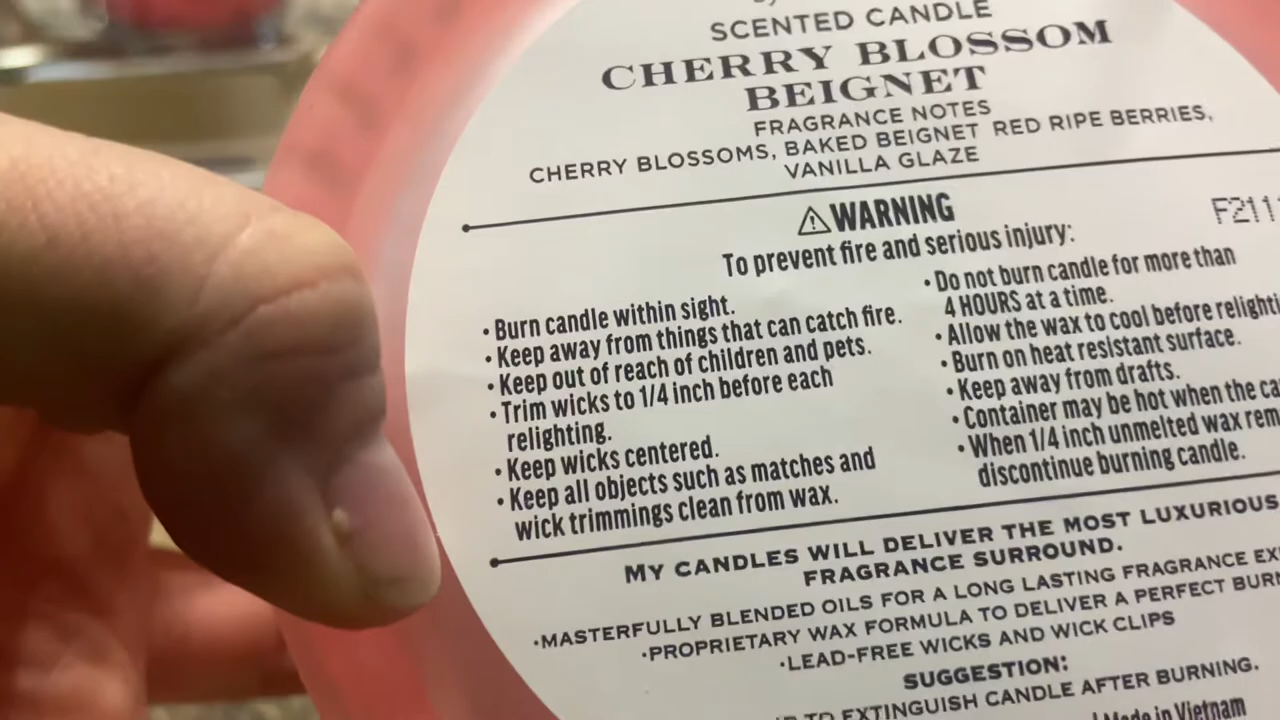 SCENTED CANDLE
CHERRY BLOSSOM
BEIGNET
FRAGRANCE NOTES
CHERRY BLOSSOMS, BAKED BEIGNET RED RIPE BERRIES,
VANILLA GLAZE
⚠WARNING
F211
To prevent fire and serious injury:
• Burn candle within sight.
• Keep away from things that can catch fire.
• Keep out of reach of children and pets.
• Trim wicks to 1/4 inch before each
relighting.
• Keep wicks centered.
• Keep all objects such as matches and
wick trimmings clean from wax.
• Do not burn candle for more than
4 HOURS at a time.
• Allow the wax to cool before relighti
• Burn on heat resistant surface.
• Keep away from drafts.
• Container may be hot when the ca
• When 1/4 inch unmelted wax rem
discontinue burning candle.
MY CANDLES WILL DELIVER THE MOST LUXURIOUS
FRAGRANCE SURROUND.
·MASTERFULLY BLENDED OILS FOR A LONG LASTING FRAGRANCE EX
·PROPRIETARY WAX FORMULA TO DELIVER A PERFECT BURN
·LEAD-FREE WICKS AND WICK CLIPS
SUGGESTION:
TO EXTINGUISH CANDLE AFTER BURNING.
Made in Vietnam